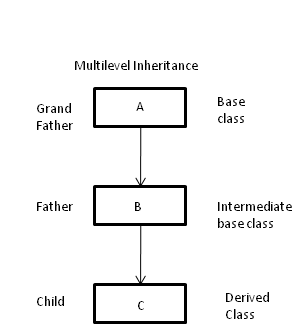 Multilevel Inheritance
Grand
Father
A
Base
class
Father
B
Intermediate
base class
Child
C
Derived
Class